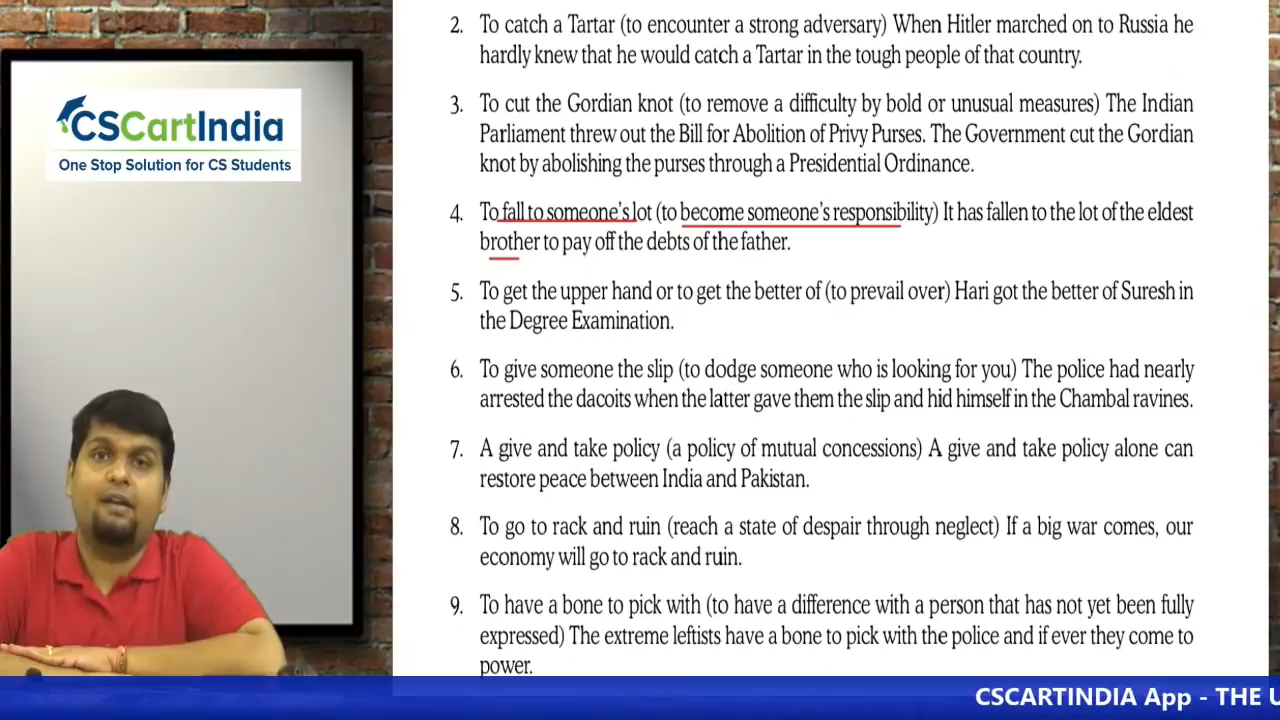 CSCartIndia
One Stop Solution for CS Students
2. To catch a Tartar (to encounter a strong adversary) When Hitler marched on to Russia he
hardly knew that he would catch a Tartar in the tough people of that country.
3. To cut the Gordian knot (to remove a difficulty by bold or unusual measures) The Indian
Parliament threw out the Bill for Abolition of Privy Purses. The Government cut the Gordian
knot by abolishing the purses through a Presidential Ordinance.
4. To fall to someone's lot (to become someone's responsibility) It has fallen to the lot of the eldest
brother to pay off the debts of the father.
5. To get the upper hand or to get the better of (to prevail over) Hari got the better of Suresh in
the Degree Examination.
6. To give someone the slip (to dodge someone who is looking for you) The police had nearly
arrested the dacoits when the latter gave them the slip and hid himself in the Chambal ravines.
7. A give and take policy (a policy of mutual concessions) A give and take policy alone can
restore peace between India and Pakistan.
8. To go to rack and ruin (reach a state of despair through neglect) If a big war comes, our
economy will go to rack and ruin.
9. To have a bone to pick with (to have a difference with a person that has not yet been fully
expressed) The extreme leftists have a bone to pick with the police and if ever they come to
power.
CSCARTINDIA App - THE U